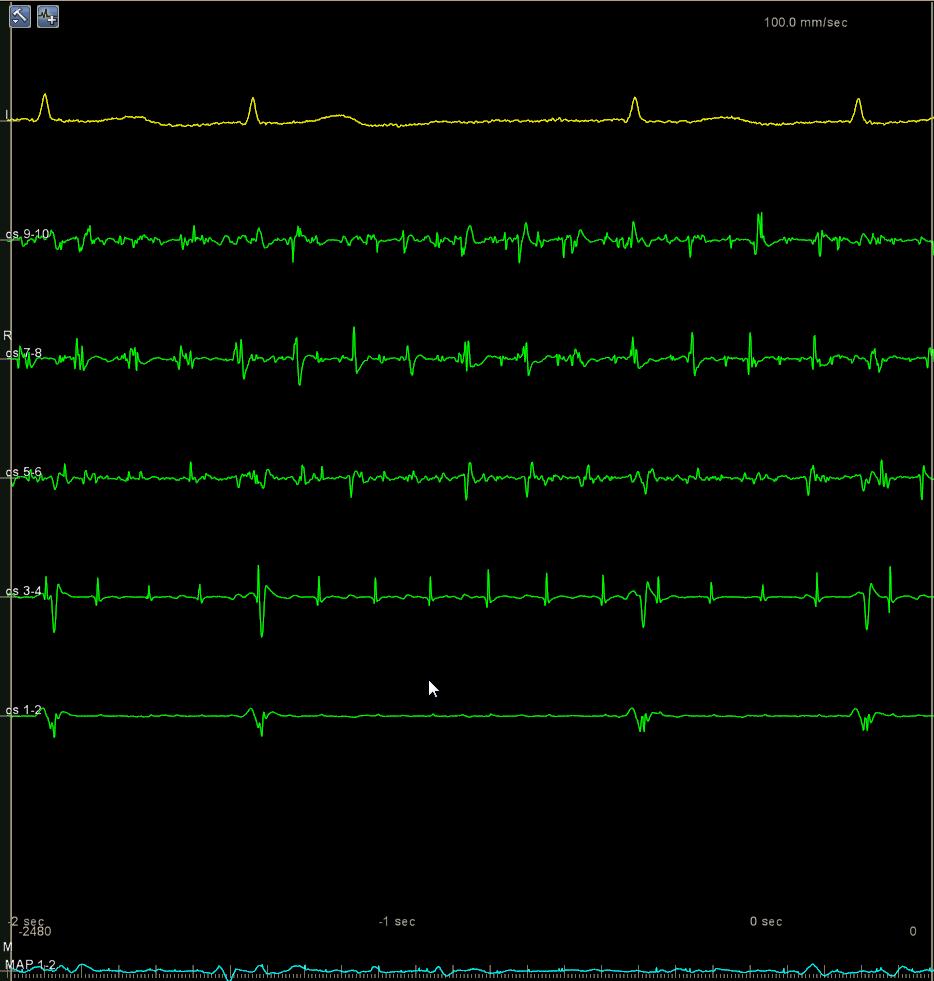 100.0 mm/sec
I
cs 9-10
R
cs 7-8
cs 5-6
cs 3-4
cs 1-2
-2 sec
-1 sec
0 sec
-2480
0
M
MAP 1-2